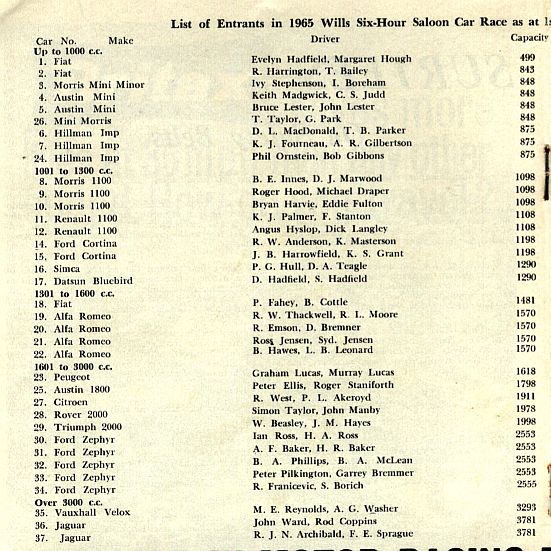 List of Entrants in 1965 Wills Six-Hour Saloon Car Race as at
Car No. Make Driver Capacity
Up to 1000 c.c.
1. Fiat Evelyn Hadfield, Margaret Hough 499
2. Fiat R. Harrington, T. Bailey 843
3. Morris Mini Minor Ivy Stephenson, I. Boreham 848
4. Austin Mini Keith Madgwick, C. S. Judd 848
5. Austin Mini Bruce Lester, John Lester 848
26. Mini Morris T. Taylor, G. Park 848
6. Hillman Imp D. L. MacDonald, T. B. Parker 875
7. Hillman Imp K. J. Fourneau, A. R. Gilbertson 875
24. Hillman Imp Phil Ornstein, Bob Gibbons 875
1001 to 1300 c.c.
8. Morris 1100 B. E. Innes, D. J. Marwood 1098
9. Morris 1100 Roger Hood, Michael Draper 1098
10. Morris 1100 Bryan Harvie, Eddie Fulton 1098
11. Renault 1100 K. J. Palmer, F. Stanton 1108
12. Renault 1100 Angus Hyslop, Dick Langley 1108
14. Ford Cortina R. W. Anderson, K. Masterson 1198
15. Ford Cortina J. B. Harrowfield, K. S. Grant 1198
16. Simca P. G. Hull, D. A. Teagle 1290
17. Datsun Bluebird D. Hadfield, S. Hadfield 1290
1301 to 1600 c.c.
18. Fiat P. Fahey, B. Cottle 1481
19. Alfa Romeo R. W. Thackwell, R. L. Moore 1570
20. Alfa Romeo R. Emson, D. Bremner 1570
21. Alfa Romeo Ross Jensen, Syd. Jensen 1570
22. Alfa Romeo B. Hawes, L. B. Leonard 1570
1601 to 3000 c.c.
23. Peugeot Graham Lucas, Murray Lucas 1618
25. Austin 1800 Peter Ellis, Roger Staniforth 1798
27. Citroen R. West, P. L. Akeroyd 1911
28. Rover 2000 Simon Taylor, John Manby 1978
29. Triumph 2000 W. Beasley, J. M. Hayes 1998
30. Ford Zephyr Ian Ross, H. A. Ross 2553
31. Ford Zephyr A. F. Baker, H. R. Baker 2553
32. Ford Zephyr B. A. Phillips, B. A. McLean 2553
33. Ford Zephyr Peter Pilkington, Garrey Bremmer 2553
34. Ford Zephyr R. Franicevic, S. Borich 2555
Over 3000 c.c.
35. Vauxhall Velox M. E. Reynolds, A. G. Washer 3293
36. Jaguar John Ward, Rod Coppins 3781
37. Jaguar R. J. N. Archibald, F. E. Sprague 3781
MOTOR RACING